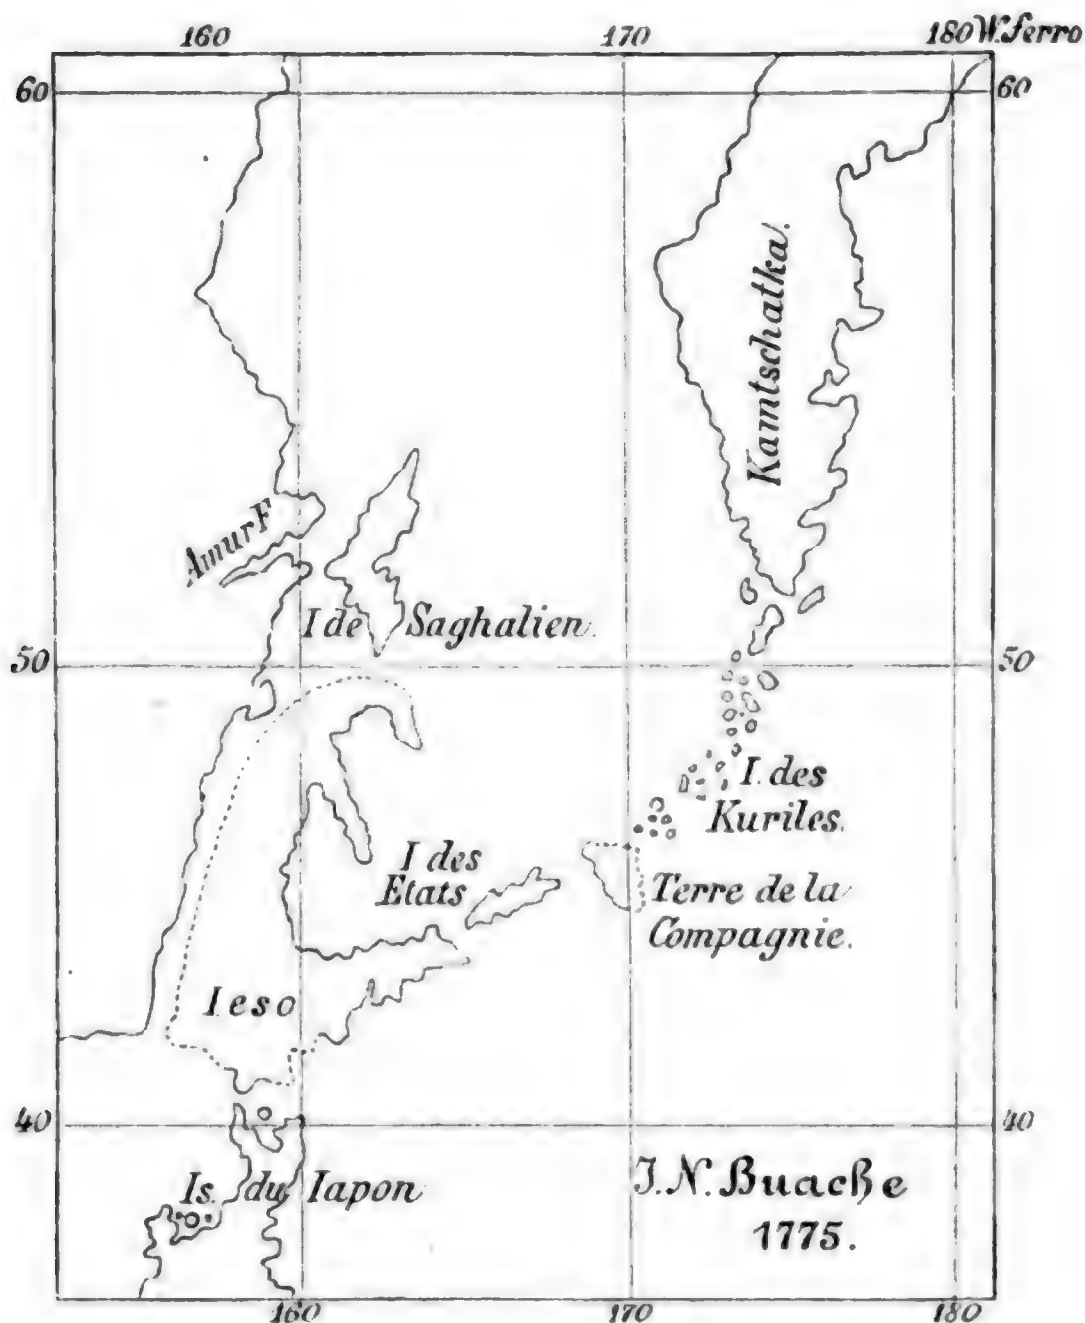 160 170 180 W. ferro
60 60
Kamtschatka.
Amur F
I de Saghalien.
50 50
I. des
Kuriles.
I des
Etats
Terre de la
Compagnie.
Ieso
40 40
Is. du Iapon
J. N. Buache
1775.
160 170 180